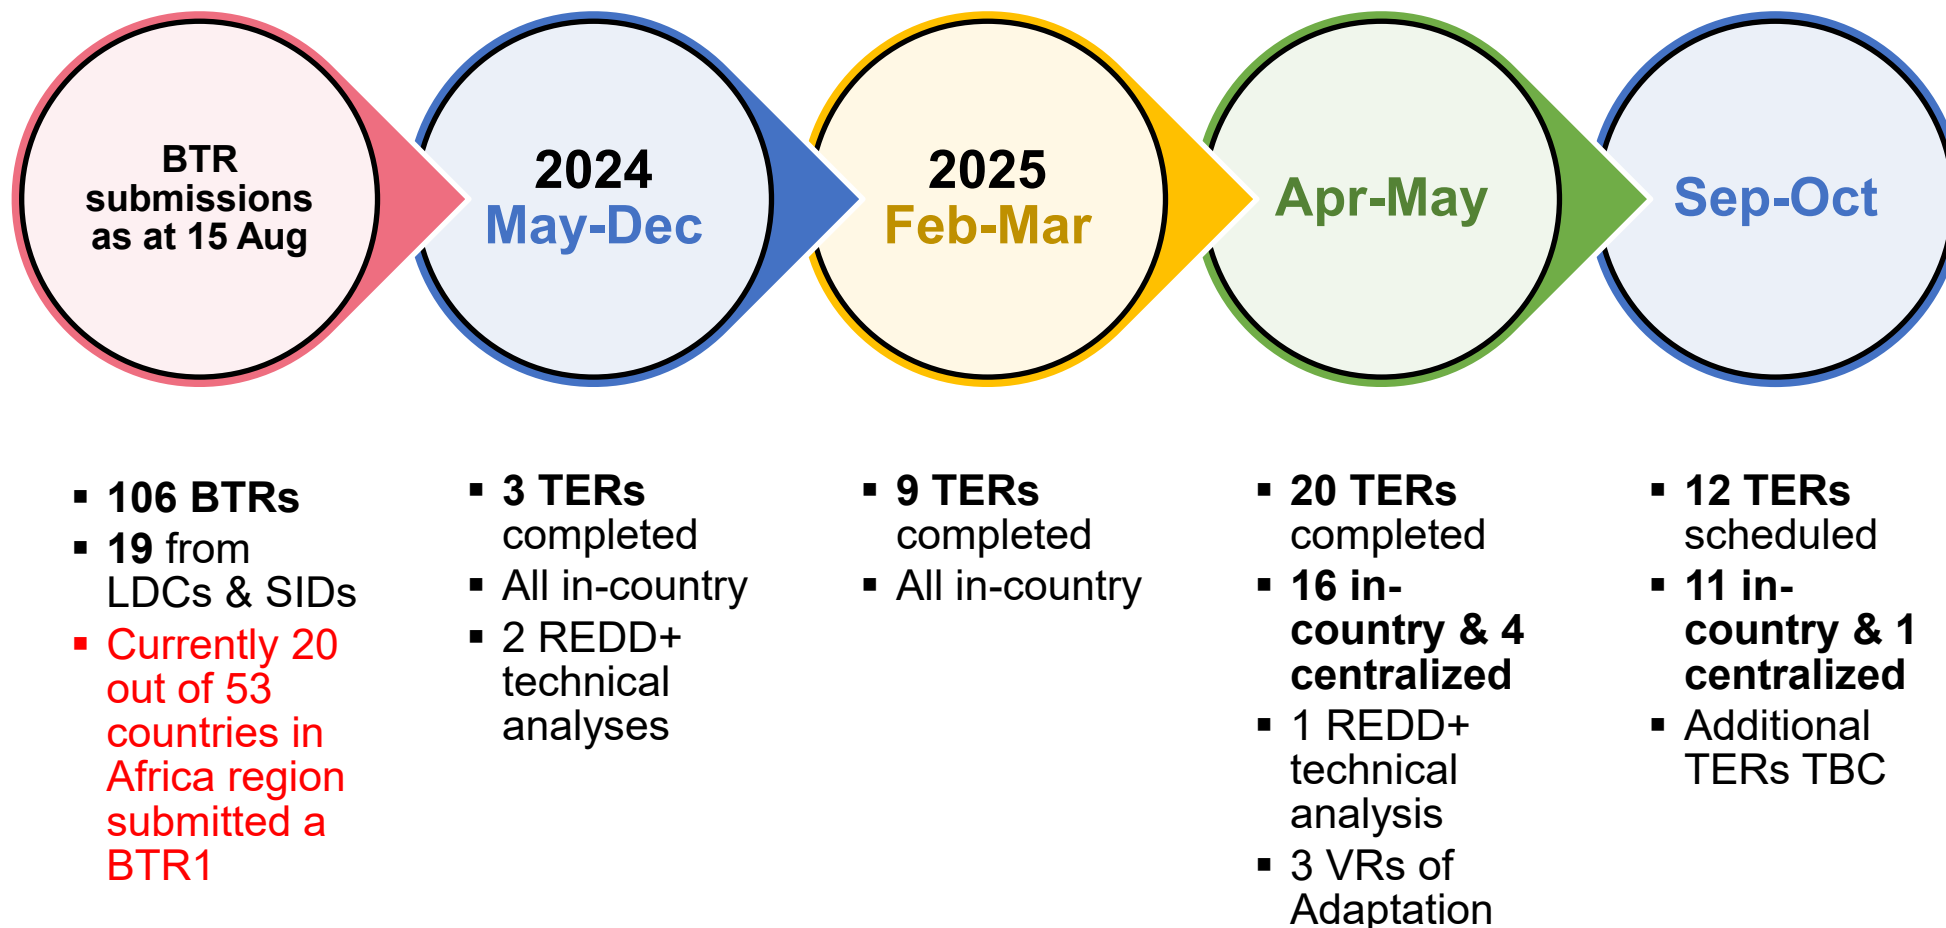 BTR
submissions
as at 15 Aug
2024
May-Dec
2025
Feb-Mar
Apr-May
Sep-Oct
▪ 106 BTRs
▪ 19 from
LDCs & SIDs
▪ Currently 20
out of 53
countries in
Africa region
submitted a
BTR1
▪ 3 TERs
completed
▪ All in-country
▪ 2 REDD+
technical
analyses
▪ 9 TERs
completed
▪ All in-country
▪ 20 TERs
completed
▪ 16 in-
country & 4
centralized
▪ 1 REDD+
technical
analysis
▪ 3 VRs of
Adaptation
▪ 12 TERs
scheduled
▪ 11 in-
country & 1
centralized
▪ Additional
TERs TBC